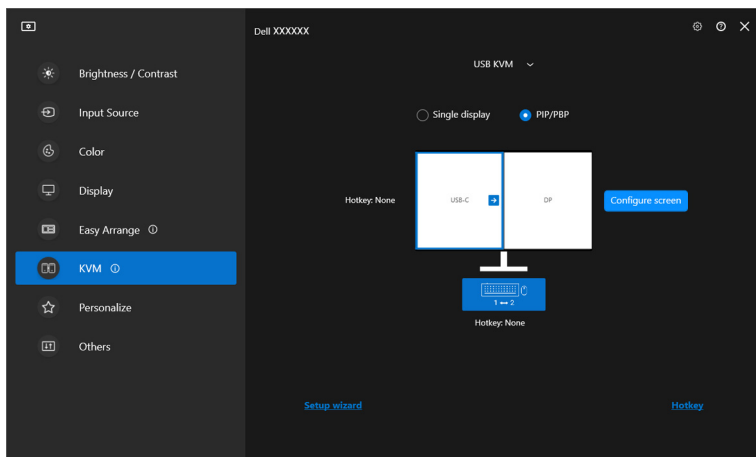 Dell XXXXXX
Brightness / Contrast
Input Source
Color
Display
Easy Arrange
KVM
Personalize
Others
USB KVM
Single display
PIP/PBP
Hotkey: None
USB-C
DP
Configure screen
1 ↔ 2
Hotkey: None
Setup wizard
Hotkey